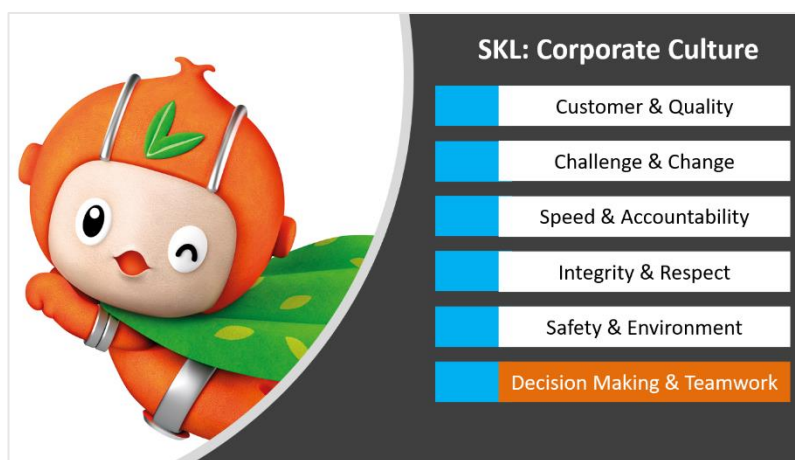 SKL: Corporate Culture
Customer & Quality
Challenge & Change
Speed & Accountability
Integrity & Respect
Safety & Environment
Decision Making & Teamwork